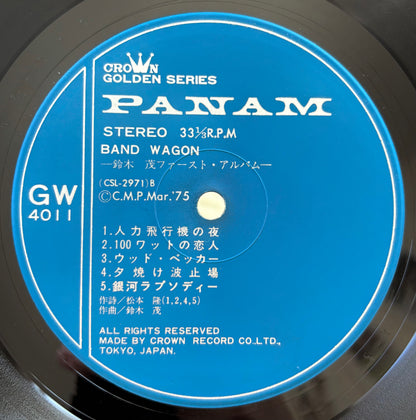 CROWN
GOLDEN SERIES
PANAM
STEREO 33⅓R.P.M
BAND WAGON
―鈴木 茂ファースト・アルバム―
GW
4011
(CSL-2971)B
ⒸC.M.P.Mar.'75
1.人力飛行機の夜
2.100ワットの恋人
3.ウッド・ペッカー
4.夕焼け波止場
5.銀河ラプソディー
作詩/松本 隆(1,2,4,5)
作曲/鈴木 茂
ALL RIGHTS RESERVED
MADE BY CROWN RECORD CO.LTD.,
TOKYO, JAPAN.